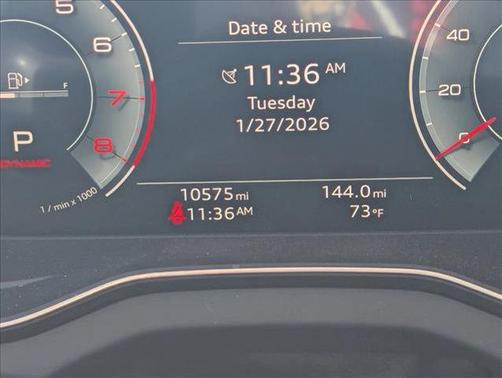 Date & time
11:36 AM
Tuesday
1/27/2026
5
6
7
8
F
P
DYNAMIC
1 / min x 1000
40
20
0
10575 mi
144.0 mi
11:36 AM
73 °F